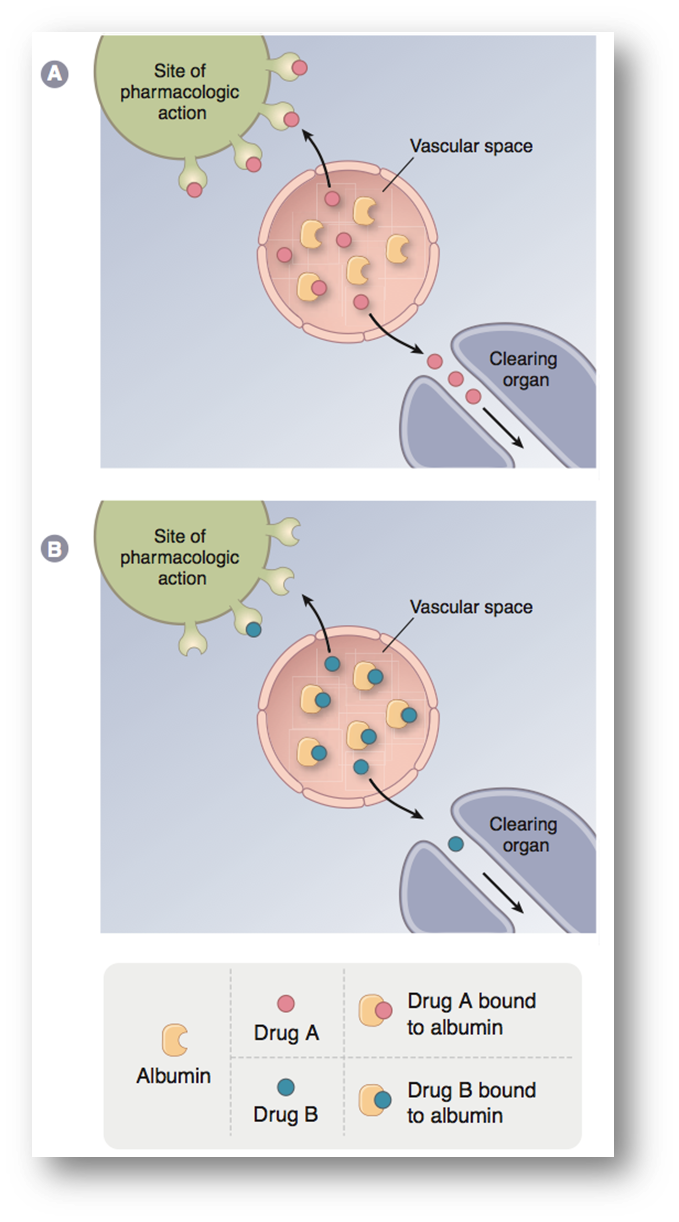 A
Site of
pharmacologic
action
Vascular space
Clearing
organ
B
Site of
pharmacologic
action
Vascular space
Clearing
organ
Albumin
Drug A
Drug A bound
to albumin
Drug B
Drug B bound
to albumin